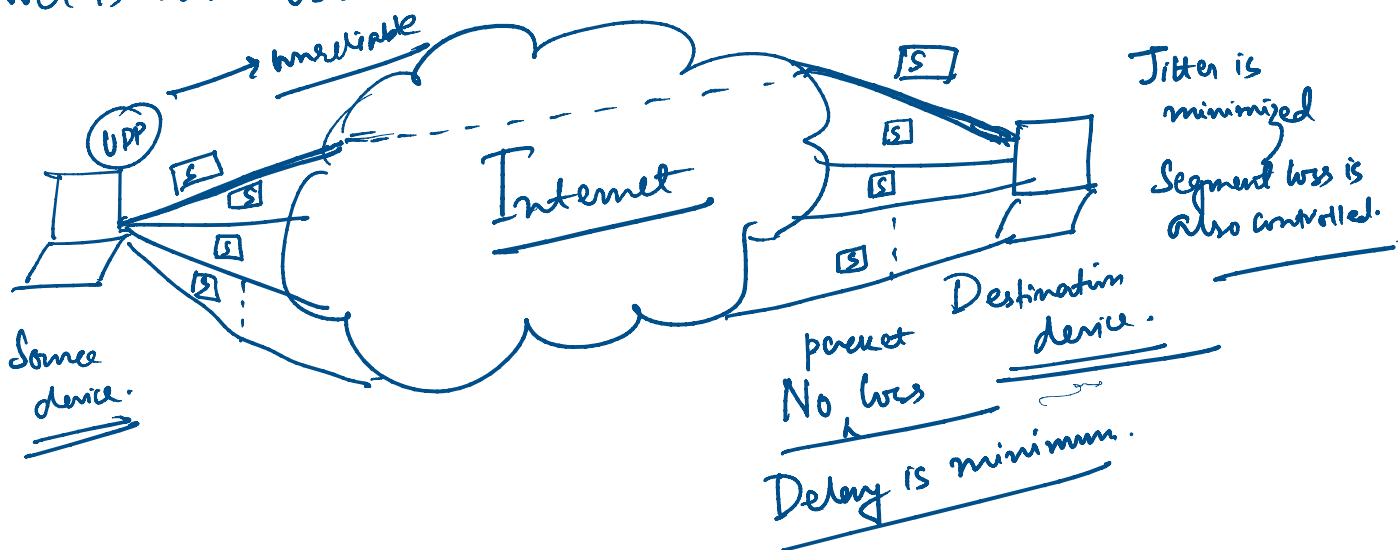 unreliable
UDP
S
S
S
S
Source
device.
Internet
S
S
S
S
Destination
device.
Jitter is
minimized
Segment loss is
also controlled.
No packet loss
Delay is minimum.